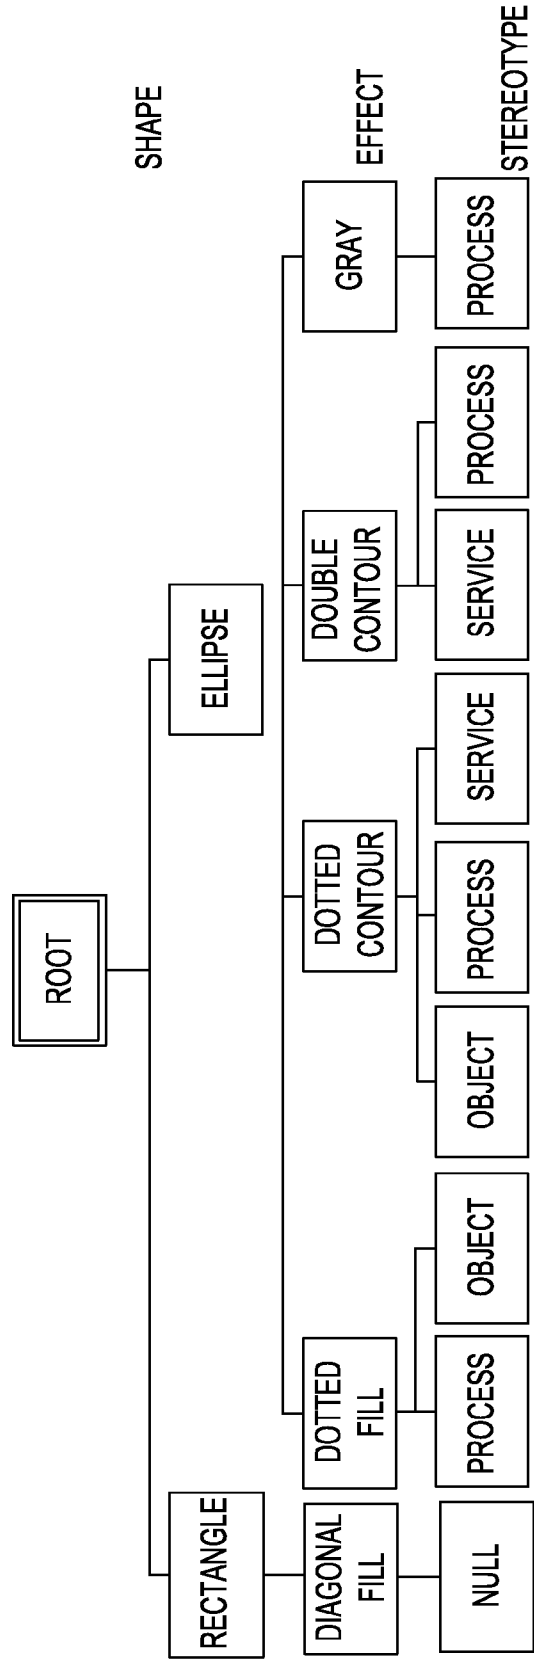 ROOT
SHAPE
RECTANGLE
ELLIPSE
EFFECT
DIAGONAL
FILL
DOTTED
FILL
DOTTED
CONTOUR
DOUBLE
CONTOUR
GRAY
STEREOTYPE
NULL
PROCESS
OBJECT
OBJECT
PROCESS
SERVICE
SERVICE
PROCESS
PROCESS